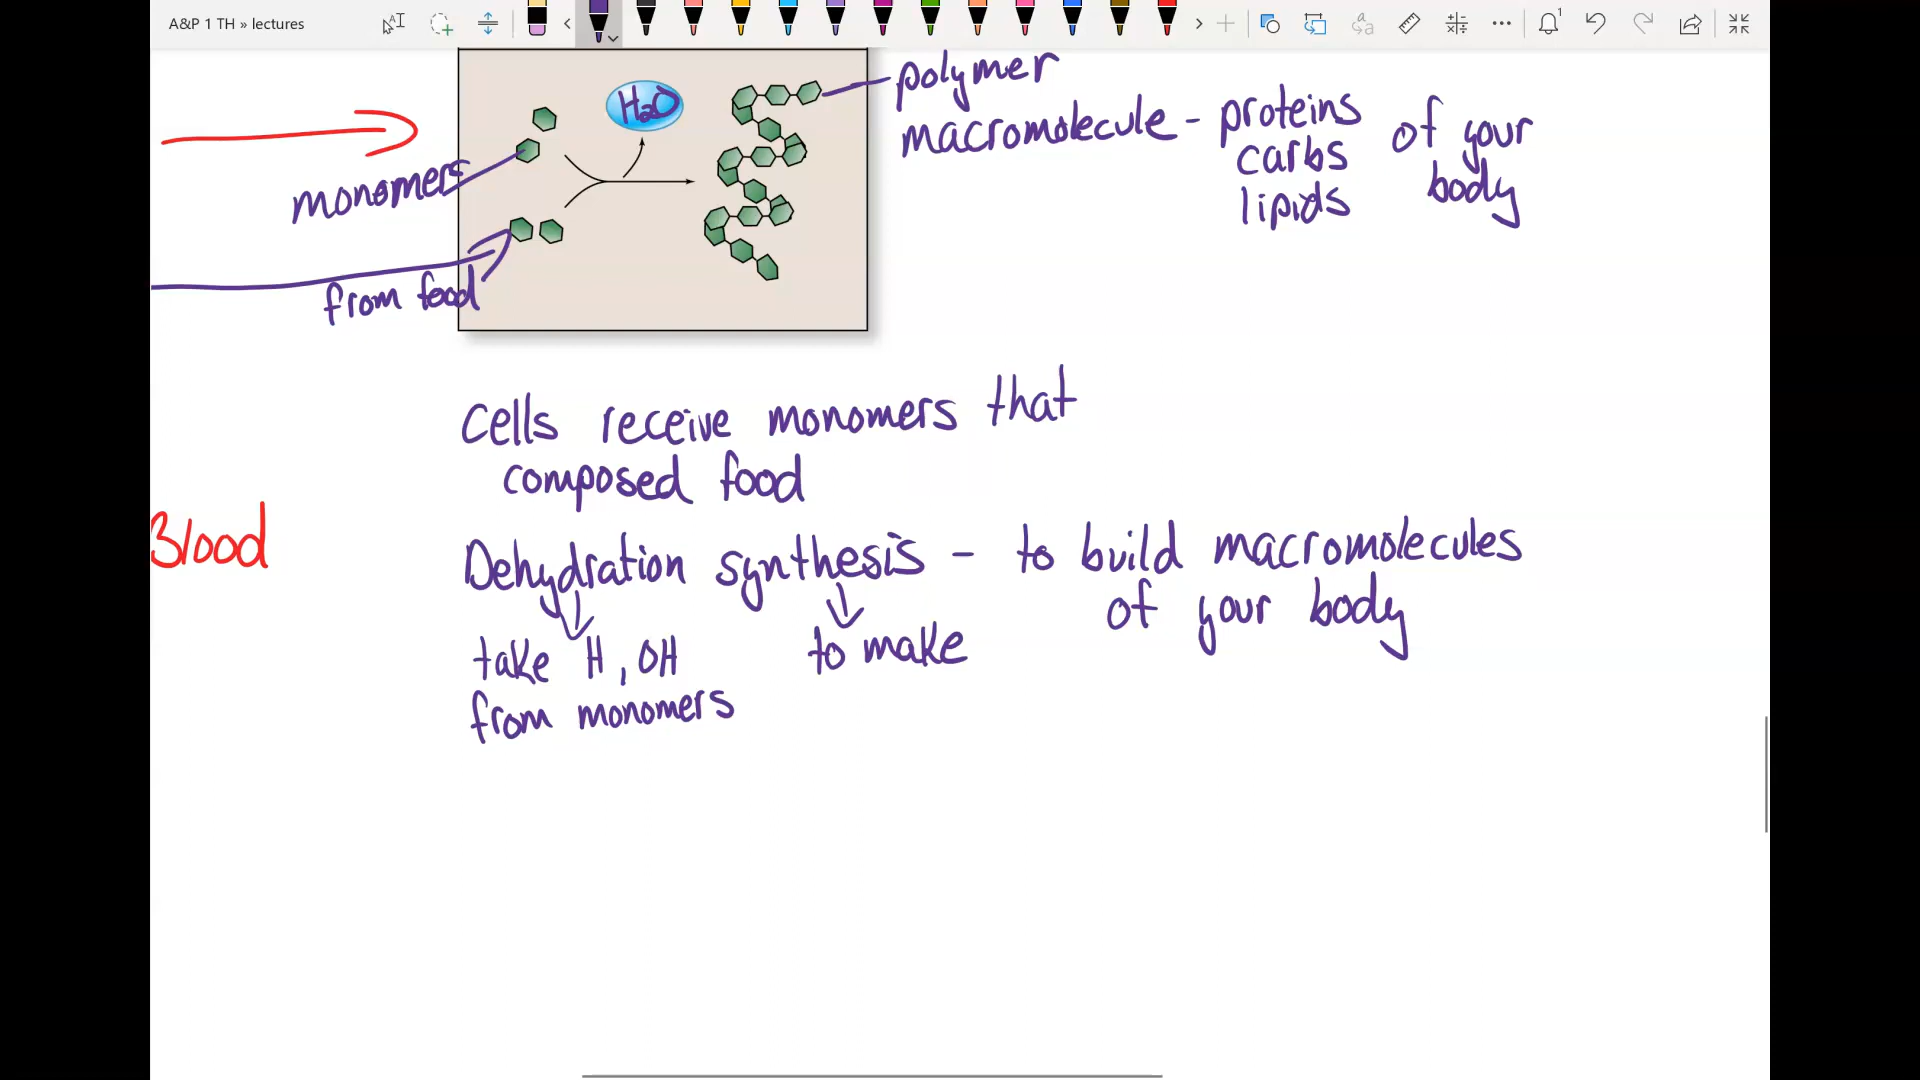 A&P 1 TH » lectures
polymer
H₂O
macromolecule - proteins
carbs
lipids
of your
body
monomers
from food
Cells receive monomers that
composed food
Blood
Dehydration synthesis - to build macromolecules
of your body
take H, OH
from monomers
to make